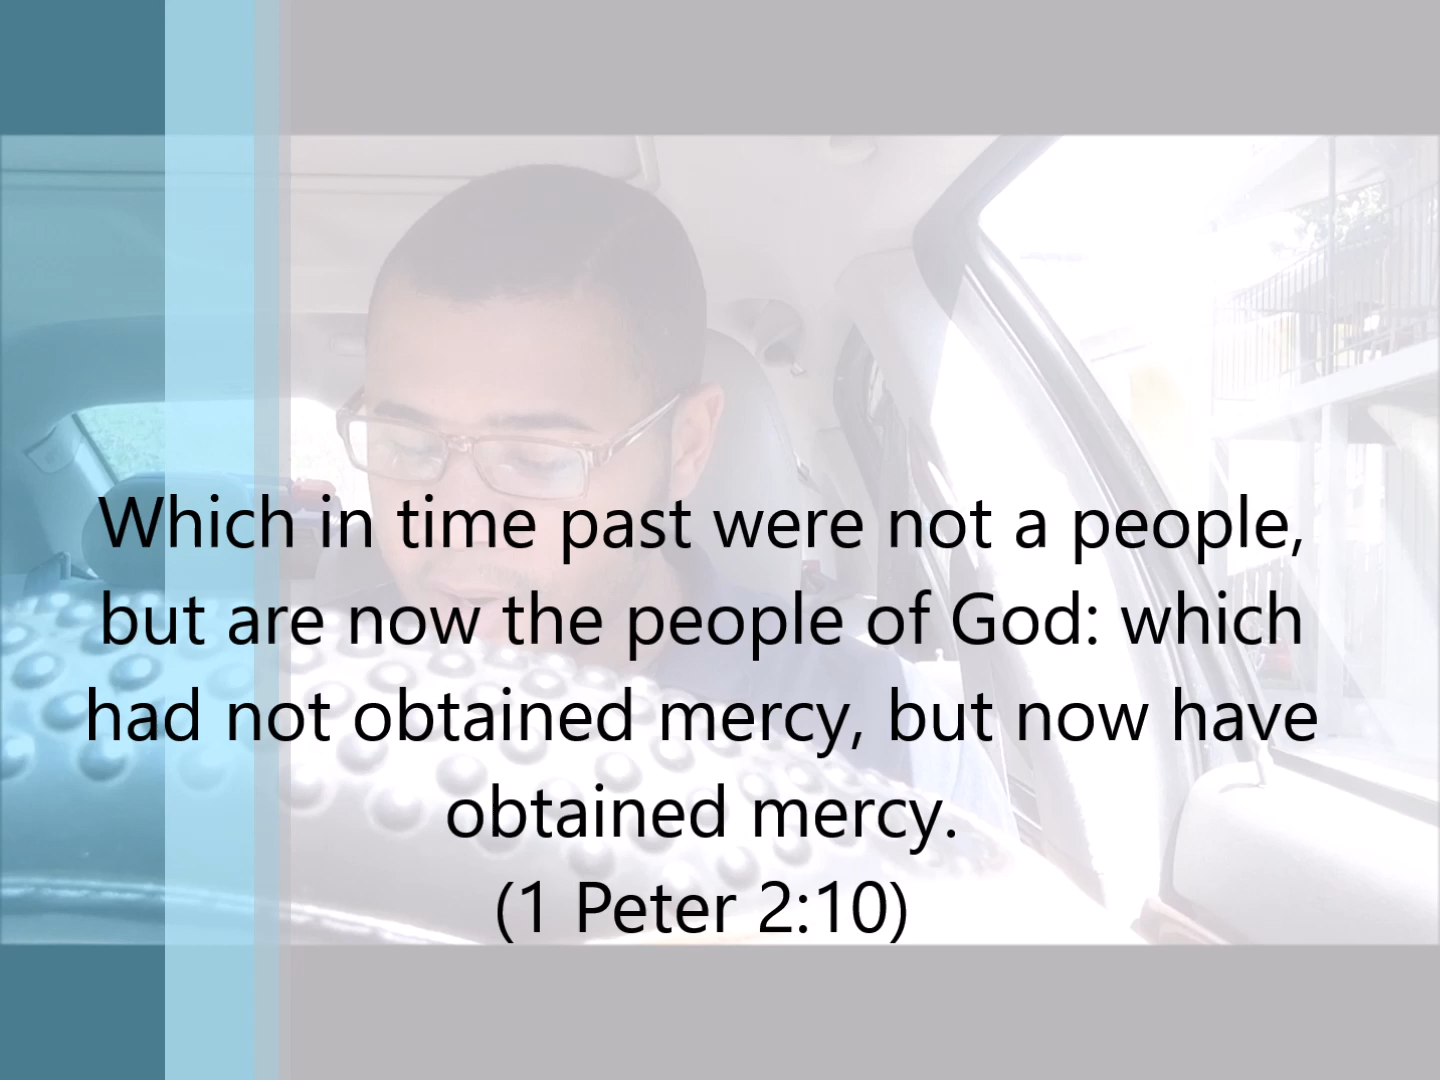 Which in time past were not a people,
but are now the people of God: which
had not obtained mercy, but now have
obtained mercy.
(1 Peter 2:10)